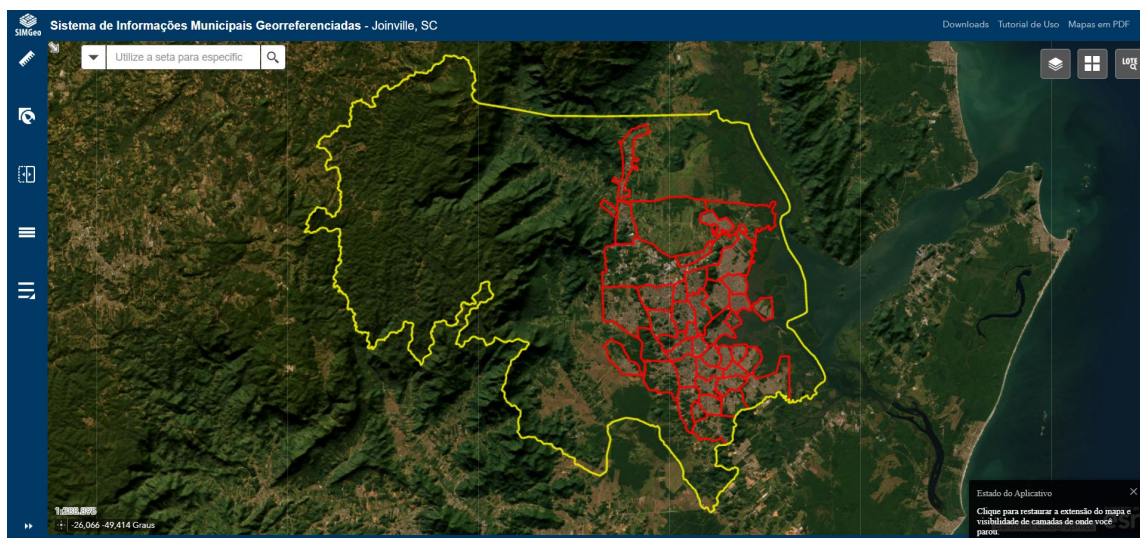 SIMGeo
Sistema de Informações Municipais Georreferenciadas - Joinville, SC
Downloads Tutorial de Uso Mapas em PDF
Utilize a seta para especific
LOTE
-26,066 -49,414 Graus
Estado do Aplicativo
Clique para restaurar a extensão do mapa e
visibilidade de camadas de onde você
parou.